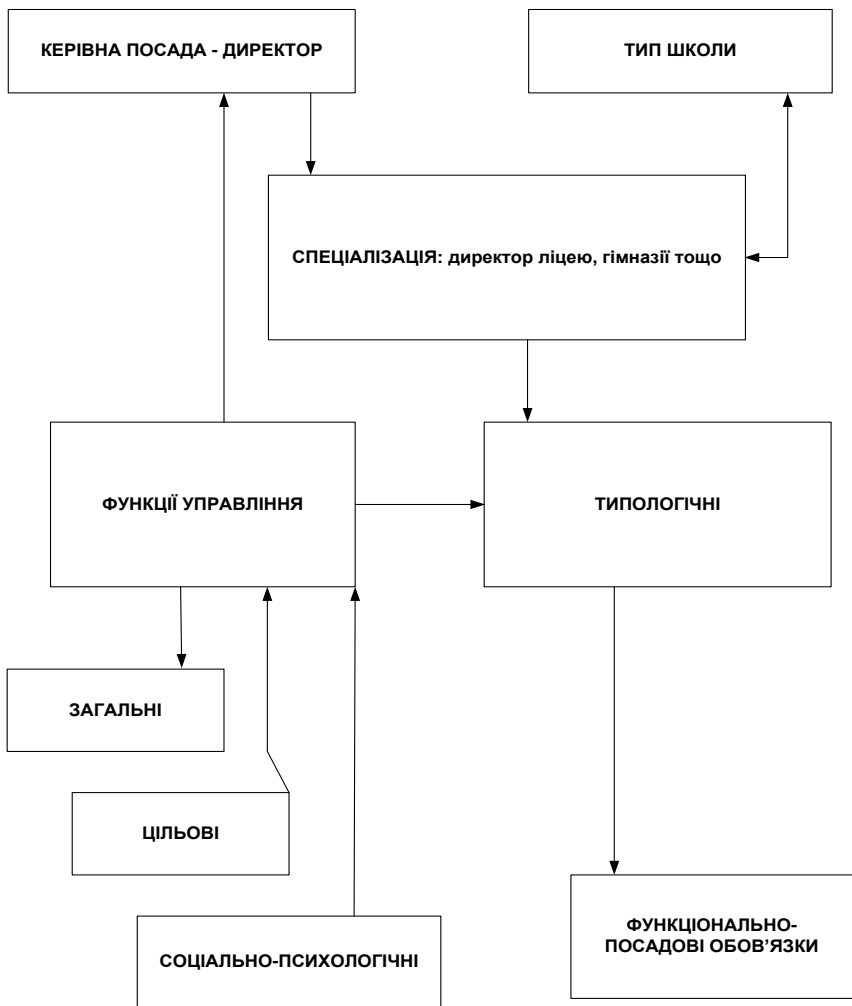 КЕРІВНА ПОСАДА - ДИРЕКТОР
ТИП ШКОЛИ
СПЕЦІАЛІЗАЦІЯ: директор ліцею, гімназії тощо
ФУНКЦІЇ УПРАВЛІННЯ
ТИПОЛОГІЧНІ
ЗАГАЛЬНІ
ЦІЛЬОВІ
СОЦІАЛЬНО-ПСИХОЛОГІЧНІ
ФУНКЦІОНАЛЬНО-
ПОСАДОВІ ОБОВ’ЯЗКИ